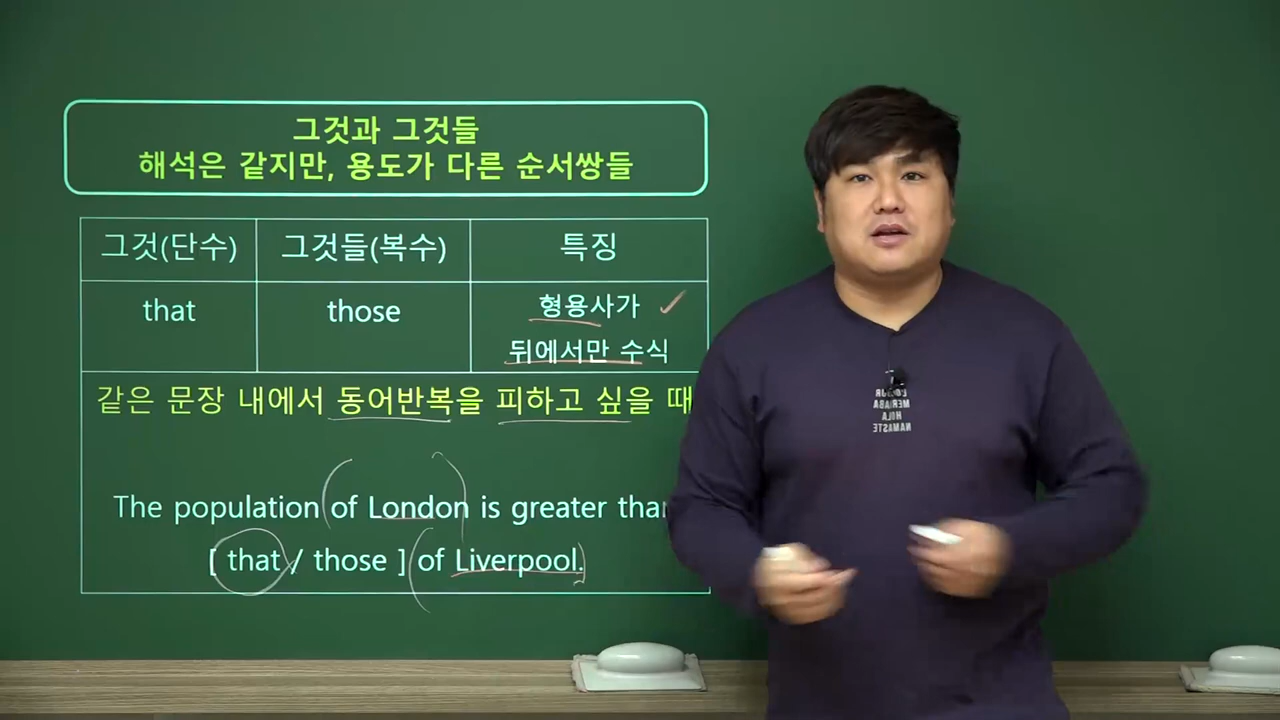 그것과 그것들
해석은 같지만, 용도가 다른 순서쌍들
그것(단수) 그것들(복수) 특징
that those 형용사가
뒤에서만 수식
같은 문장 내에서 동어반복을 피하고 싶을 때
The population of London is greater than
[ that / those ] of Liverpool.
MERHABA
HOLA
NAMASTE